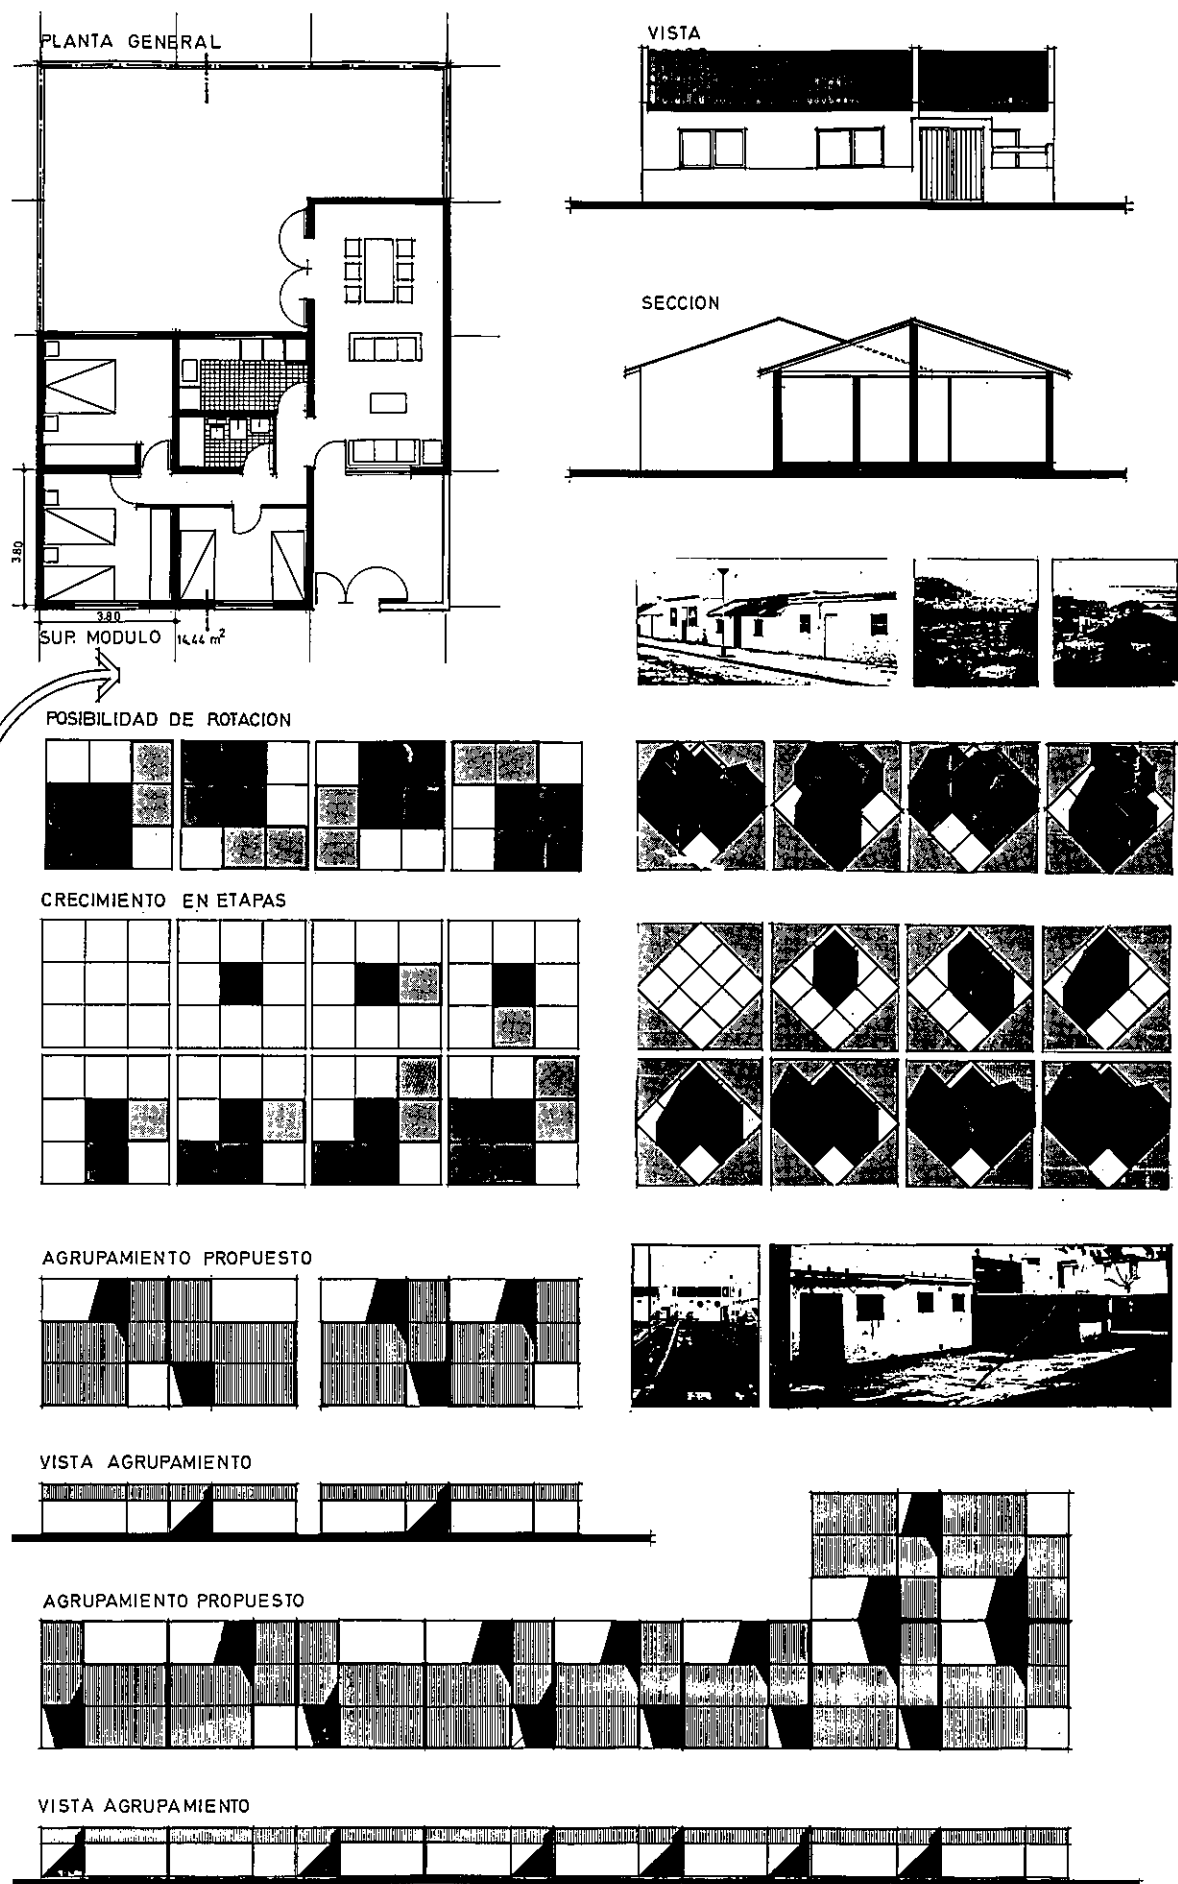 PLANTA GENERAL
VISTA
SECCION
3.80
3.80
SUP. MODULO 14.44 m²
POSIBILIDAD DE ROTACION
CRECIMIENTO EN ETAPAS
AGRUPAMIENTO PROPUESTO
VISTA AGRUPAMIENTO
AGRUPAMIENTO PROPUESTO
VISTA AGRUPAMIENTO